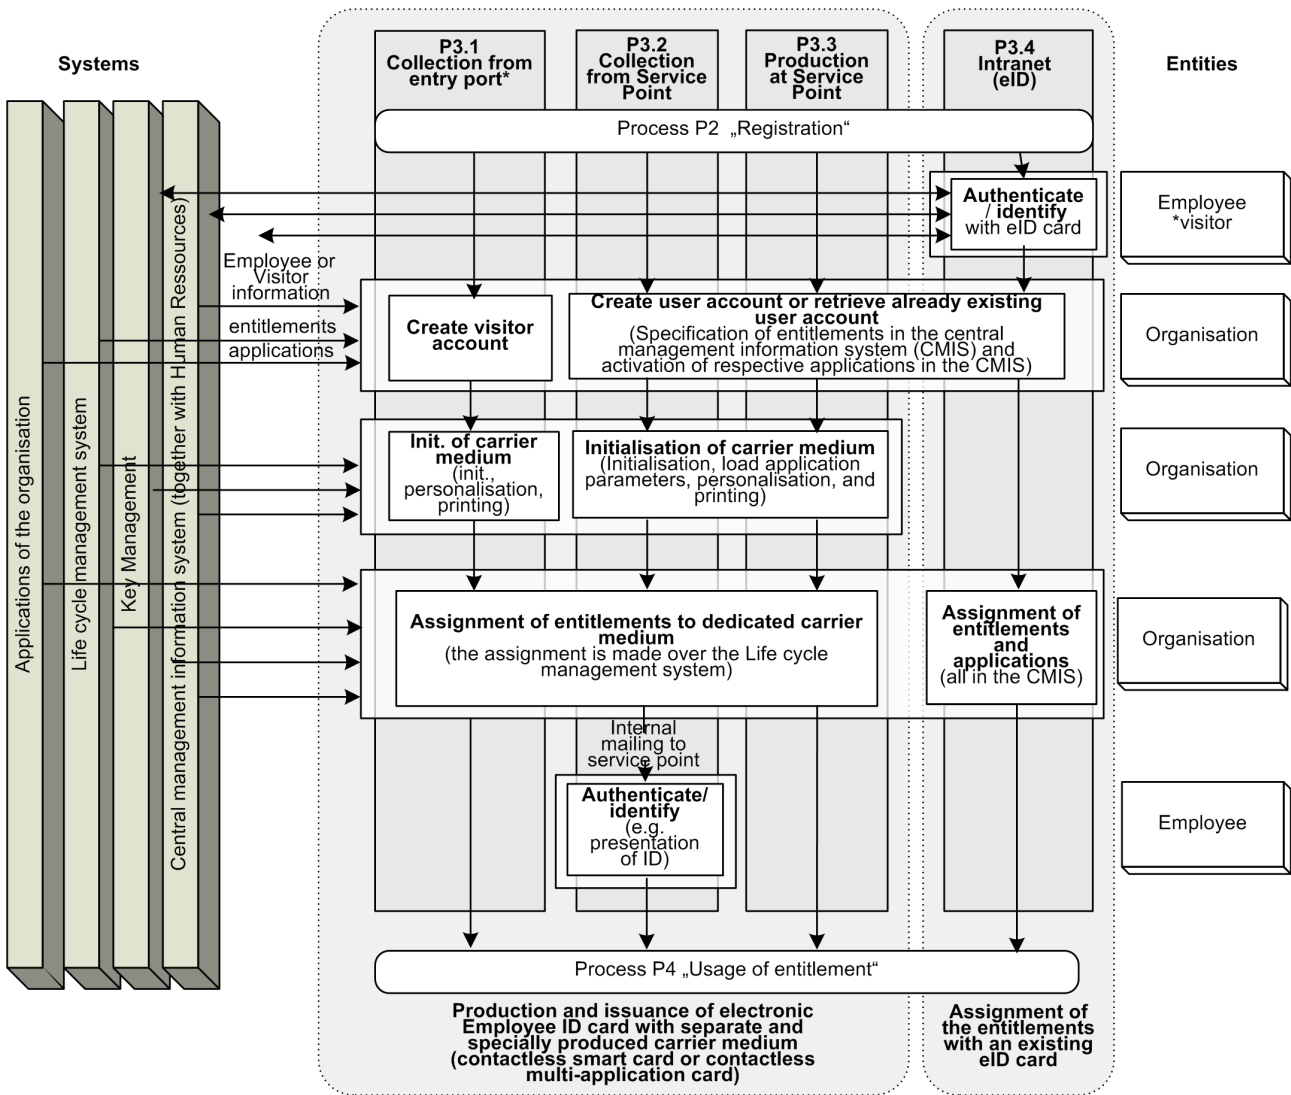 Systems
P3.1
Collection from
entry port*
P3.2
Collection
from Service
Point
P3.3
Production
at Service
Point
P3.4
Intranet
(eID)
Entities
Process P2 „Registration“
Authenticate
/ identify
with eID card
Employee
*visitor
Employee or
Visitor
information
entitlements
applications
Create visitor
account
Create user account or retrieve already existing
user account
(Specification of entitlements in the central
management information system (CMIS) and
activation of respective applications in the CMIS)
Organisation
Applications of the organisation
Life cycle management system
Key Management
Central management information system (together with Human Ressources)
Init. of carrier
medium
(init.,
personalisation,
printing)
Initialisation of carrier medium
(Initialisation, load application
parameters, personalisation, and
printing)
Organisation
Assignment of entitlements to dedicated carrier
medium
(the assignment is made over the Life cycle
management system)
Assignment of
entitlements
and
applications
(all in the CMIS)
Organisation
Internal
mailing to
service point
Authenticate/
identify
(e.g.
presentation
of ID)
Employee
Process P4 „Usage of entitlement“
Production and issuance of electronic
Employee ID card with separate and
specially produced carrier medium
(contactless smart card or contactless
multi-application card)
Assignment of
the entitlements
with an existing
eID card